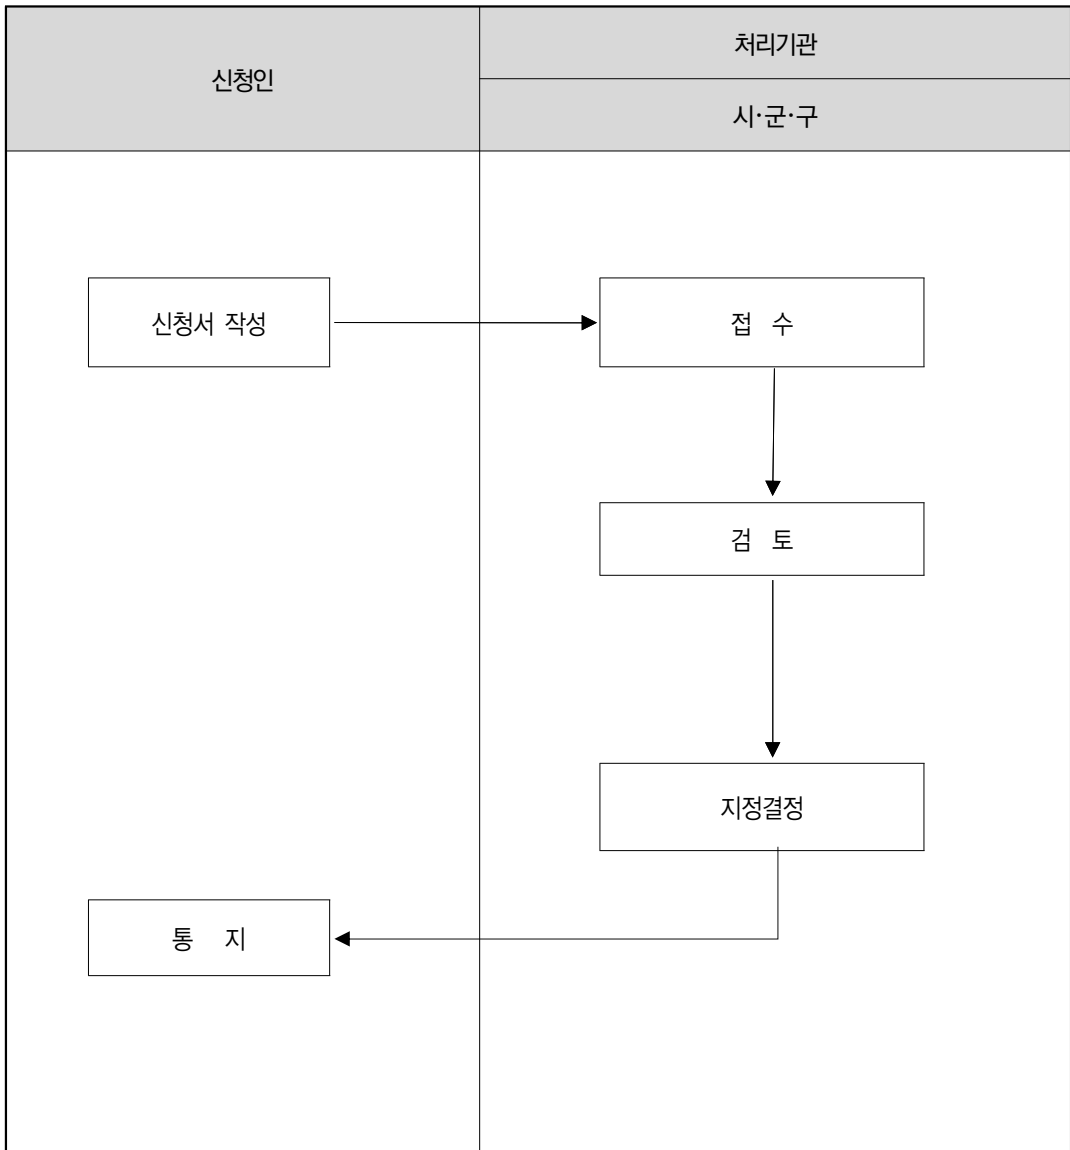 신청인
처리기관
시·군·구
신청서 작성
접 수
검 토
지정결정
통 지